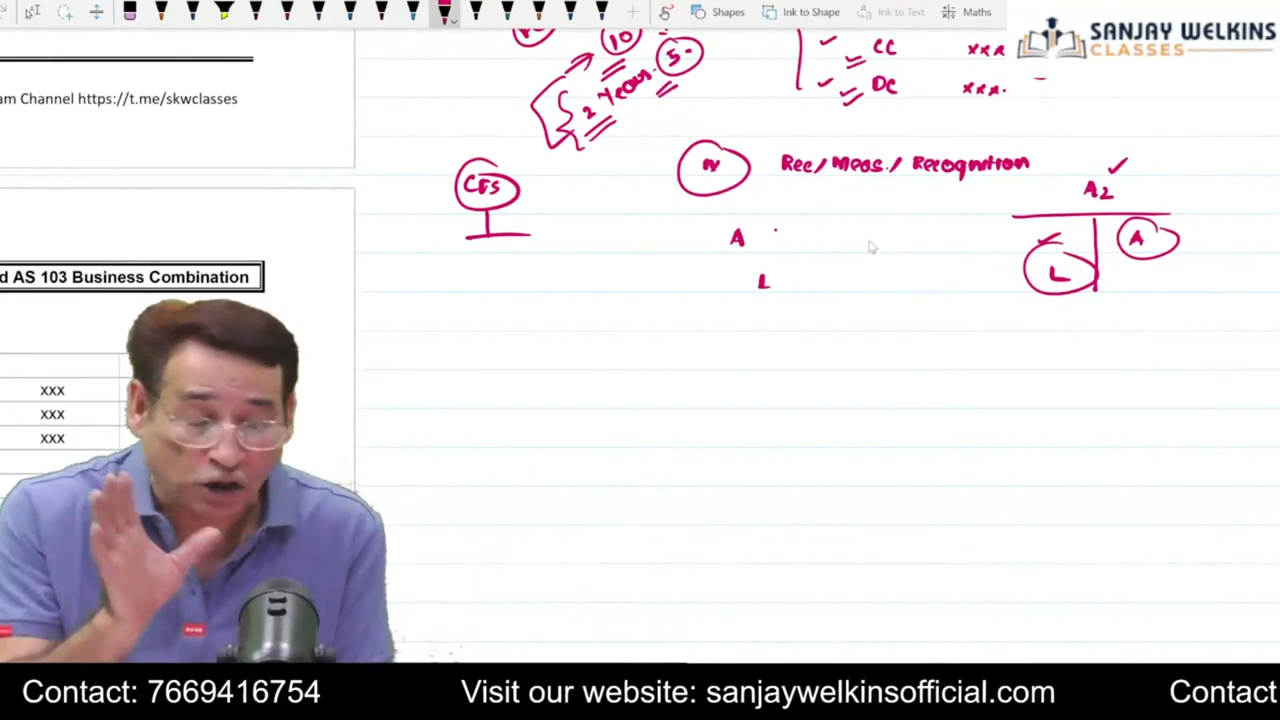 Shapes
Ink to Shape
Ink to Text
Maths
SANJAY WELKINS
CLASSES
10
5.
2 Years.
CC xxx
DC xxx.
am Channel https://t.me/skwclasses
CFS
IV Rec/Meas./Recognition
A2
A
L
A
L
d AS 103 Business Combination
xxx
xxx
xxx
Contact: 7669416754 Visit our website: sanjaywelkinsofficial.com Contact